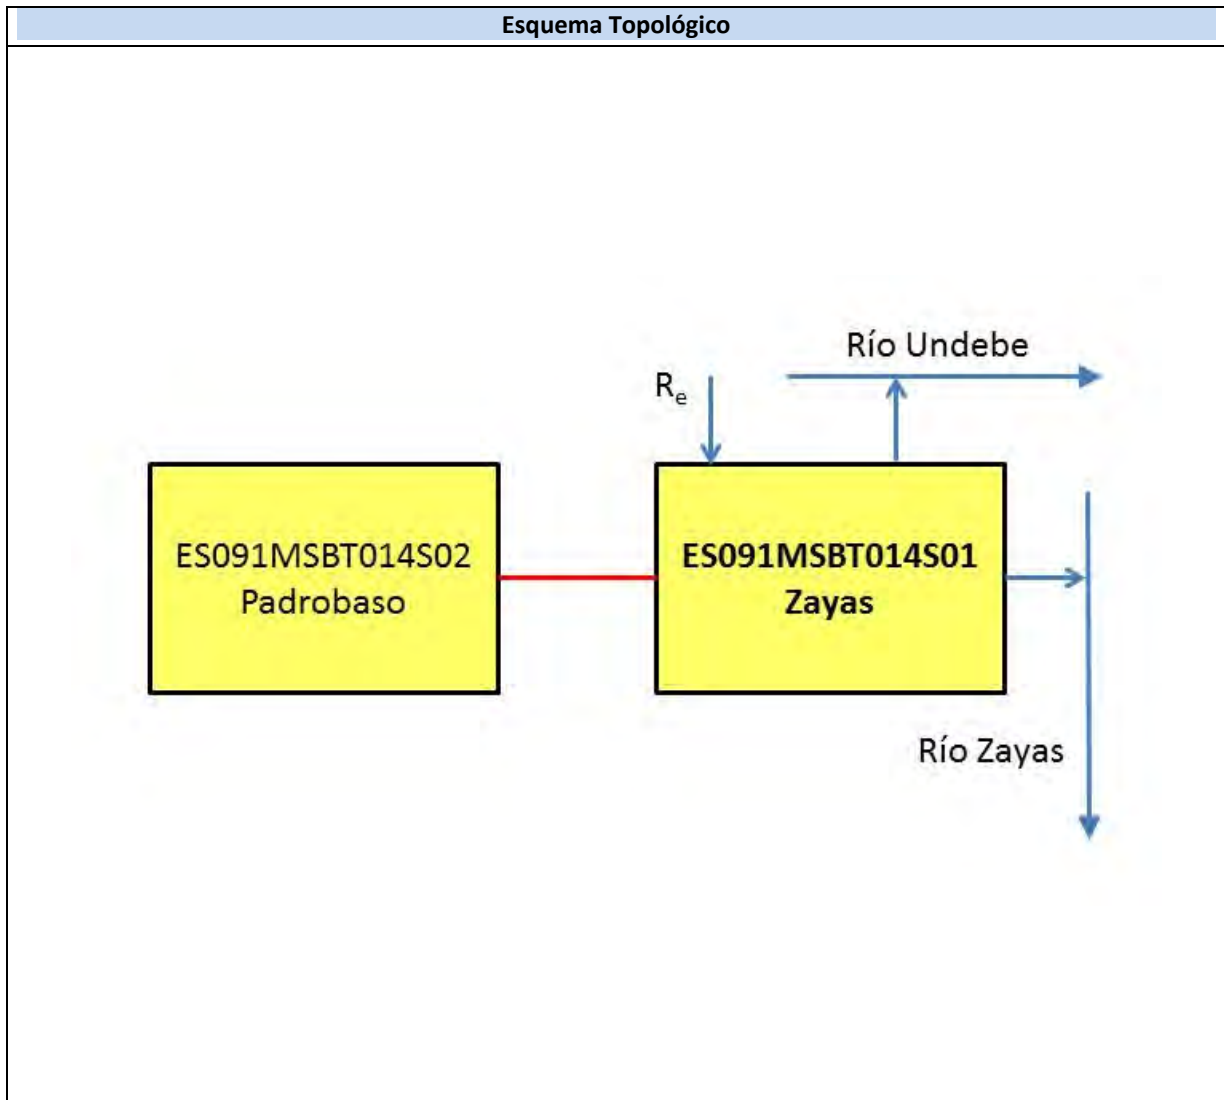 Esquema Topológico
Río Undebe
Re
ES091MSBT014S02
Padrobaso
ES091MSBT014S01
Zayas
Río Zayas